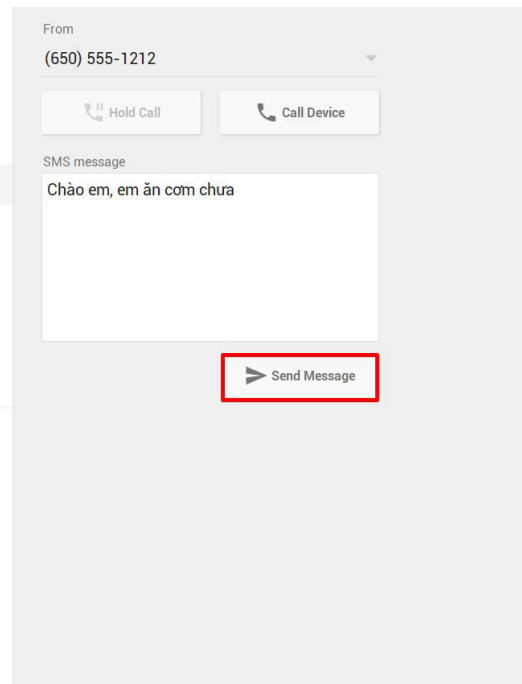 From
(650) 555-1212
Hold Call
Call Device
SMS message
Chào em, em ăn cơm chưa
Send Message